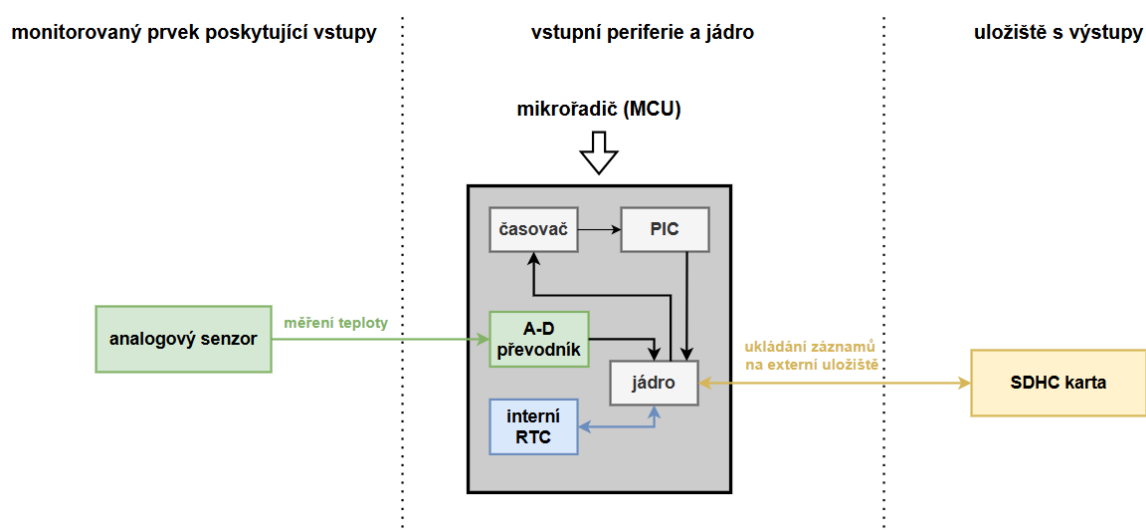 monitorovaný prvek poskytující vstupy
vstupní periferie a jádro
uložiště s výstupy
mikrořadič (MCU)
časovač
PIC
analogový senzor
měření teploty
A-D
převodník
jádro
interní
RTC
ukládání záznamů
na externí uložiště
SDHC karta